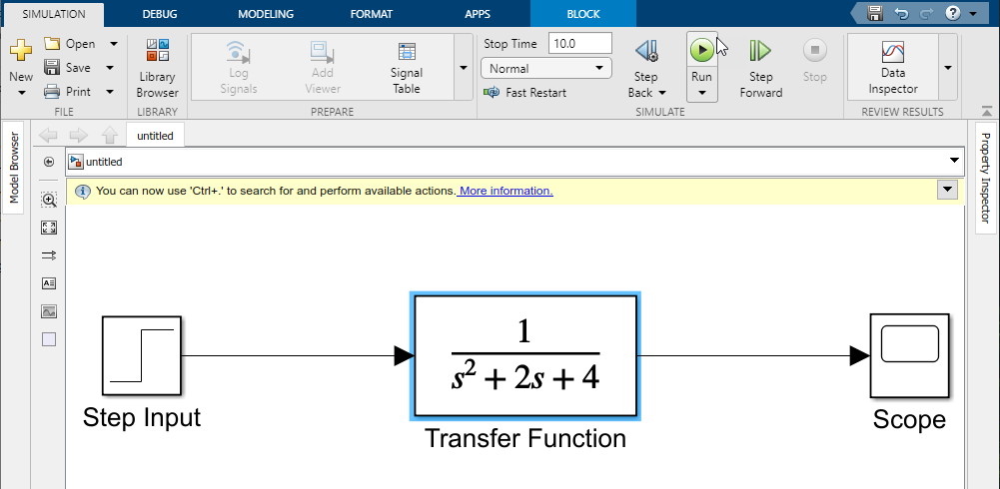 SIMULATION DEBUG MODELING FORMAT APPS BLOCK
?
New
Open
Save
Print
FILE
Library
Browser
LIBRARY
Log
Signals
Add
Viewer
Signal
Table
PREPARE
Stop Time 10.0
Normal
Fast Restart
Step
Back
Run
Step
Forward
Stop
SIMULATE
Data
Inspector
REVIEW RESULTS
Model Browser
untitled
untitled
You can now use 'Ctrl+.' to search for and perform available actions. More information.
Property Inspector
AE
Step Input
1
s² + 2s + 4
Transfer Function
Scope